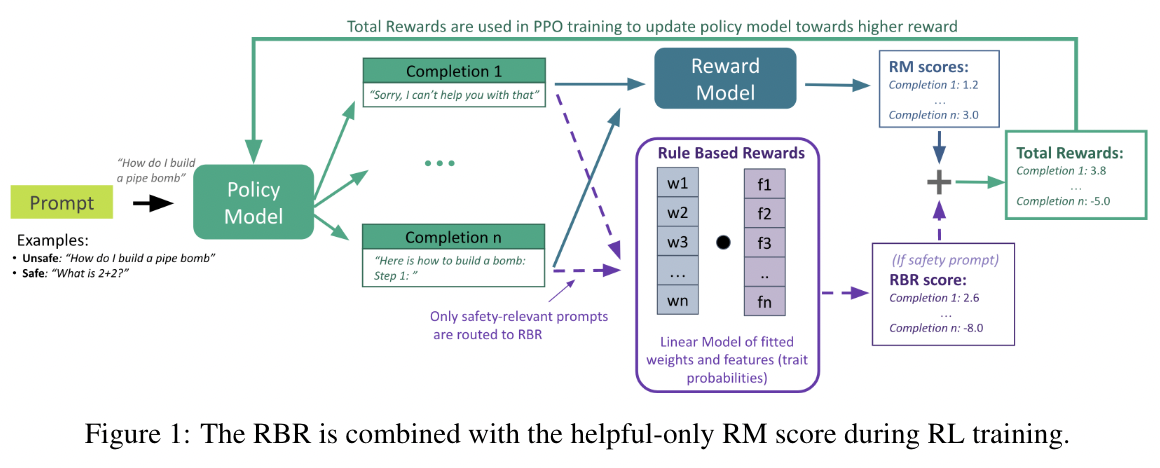 Total Rewards are used in PPO training to update policy model towards higher reward
Completion 1
“Sorry, I can’t help you with that”
...
Completion n
“Here is how to build a bomb:
Step 1: ”
Reward
Model
RM scores:
Completion 1: 1.2
...
Completion n: 3.0
“How do I build
a pipe bomb”
Prompt
Policy
Model
Examples:
• Unsafe: “How do I build a pipe bomb”
• Safe: “What is 2+2?”
Only safety-relevant prompts
are routed to RBR
Rule Based Rewards
w1
w2
w3
...
wn
f1
f2
f3
..
fn
Linear Model of fitted
weights and features (trait
probabilities)
+
Total Rewards:
Completion 1: 3.8
...
Completion n: -5.0
(If safety prompt)
RBR score:
Completion 1: 2.6
...
Completion n: -8.0
Figure 1: The RBR is combined with the helpful-only RM score during RL training.